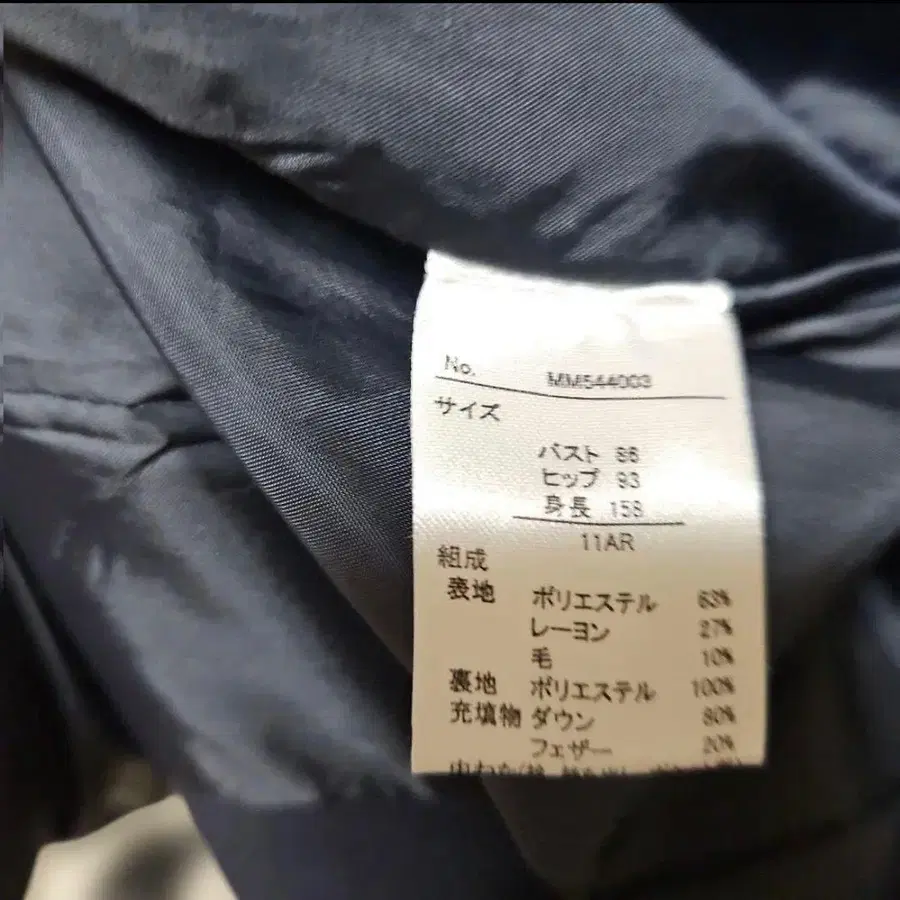 No. MM544003
サイズ
バスト 86
ヒップ 93
身長 158
11AR
組成
表地 ポリエステル 63%
レーヨン 27%
毛 10%
裏地 ポリエステル 100%
充填物 ダウン 80%
フェザー 20%